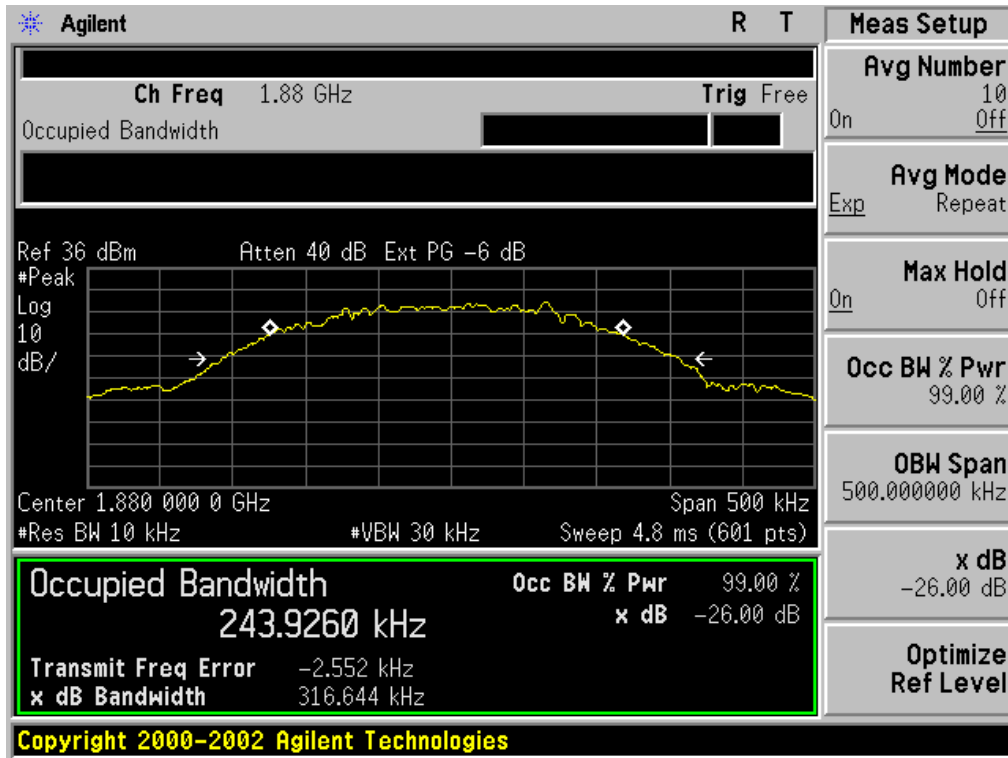 Agilent R T
Ch Freq 1.88 GHz Trig Free
Occupied Bandwidth
Ref 36 dBm Atten 40 dB Ext PG -6 dB
#Peak
Log
10
dB/
Center 1.880 000 0 GHz Span 500 kHz
#Res BW 10 kHz #VBW 30 kHz Sweep 4.8 ms (601 pts)
Occupied Bandwidth Occ BW % Pwr 99.00 %
243.9260 kHz x dB -26.00 dB
Transmit Freq Error -2.552 kHz
x dB Bandwidth 316.644 kHz
Copyright 2000-2002 Agilent Technologies
Meas Setup
Avg Number
10
On Off
Avg Mode
Exp Repeat
Max Hold
On Off
Occ BW % Pwr
99.00 %
OBW Span
500.000000 kHz
x dB
-26.00 dB
Optimize
Ref Level